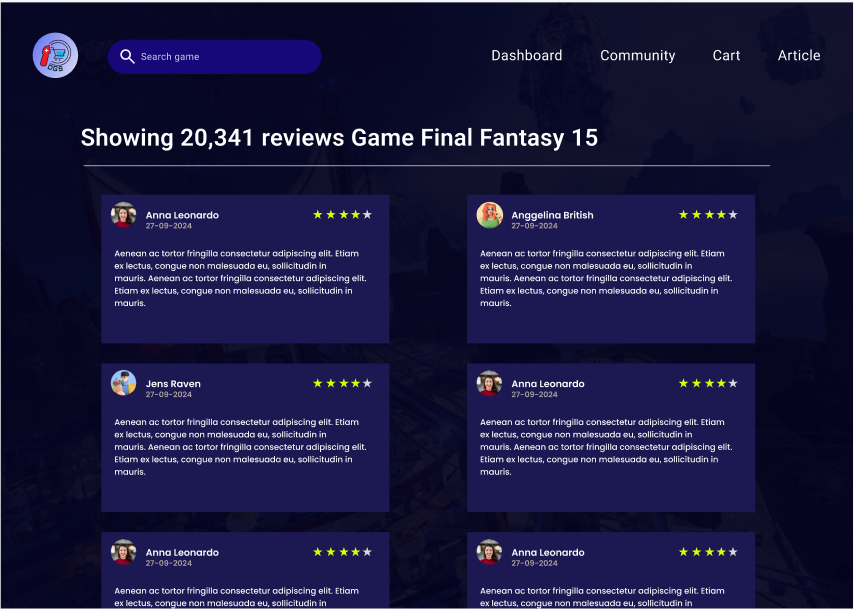 DGS
Search game
Dashboard
Community
Cart
Article
Showing 20,341 reviews Game Final Fantasy 15
Anna Leonardo
27-09-2024
Aenean ac tortor fringilla consectetur adipiscing elit. Etiam
ex lectus, congue non malesuada eu, sollicitudin in
mauris. Aenean ac tortor fringilla consectetur adipiscing elit.
Etiam ex lectus, congue non malesuada eu, sollicitudin in
mauris.
Anggelina British
27-09-2024
Aenean ac tortor fringilla consectetur adipiscing elit. Etiam
ex lectus, congue non malesuada eu, sollicitudin in
mauris. Aenean ac tortor fringilla consectetur adipiscing elit.
Etiam ex lectus, congue non malesuada eu, sollicitudin in
mauris.
Jens Raven
27-09-2024
Aenean ac tortor fringilla consectetur adipiscing elit. Etiam
ex lectus, congue non malesuada eu, sollicitudin in
mauris. Aenean ac tortor fringilla consectetur adipiscing elit.
Etiam ex lectus, congue non malesuada eu, sollicitudin in
mauris.
Anna Leonardo
27-09-2024
Aenean ac tortor fringilla consectetur adipiscing elit. Etiam
ex lectus, congue non malesuada eu, sollicitudin in
mauris. Aenean ac tortor fringilla consectetur adipiscing elit.
Etiam ex lectus, congue non malesuada eu, sollicitudin in
mauris.
Anna Leonardo
27-09-2024
Aenean ac tortor fringilla consectetur adipiscing elit. Etiam
ex lectus, congue non malesuada eu, sollicitudin in
Anna Leonardo
27-09-2024
Aenean ac tortor fringilla consectetur adipiscing elit. Etiam
ex lectus, congue non malesuada eu, sollicitudin in